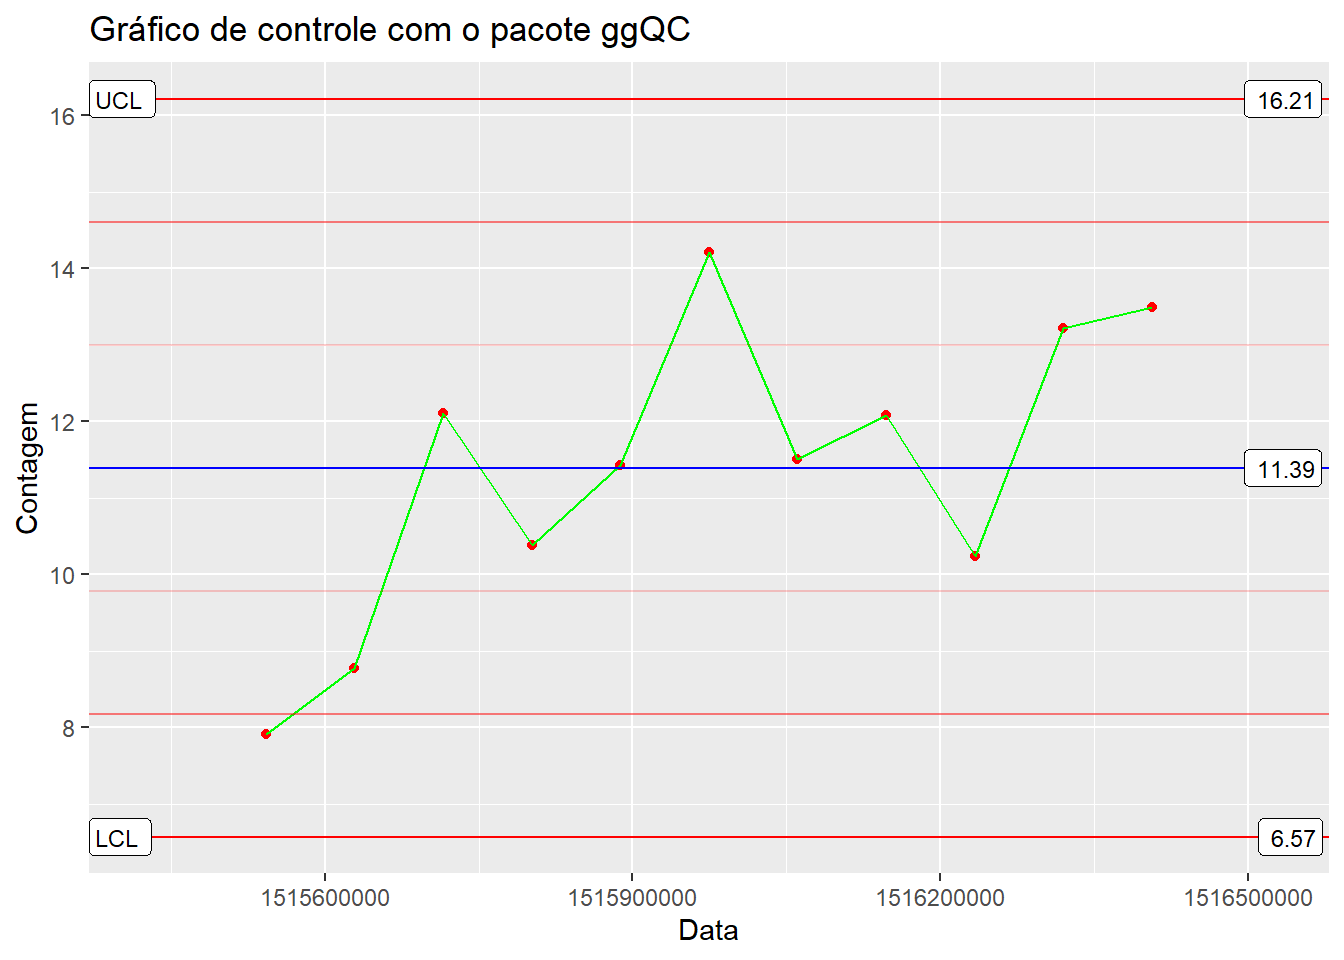 Gráfico de controle com o pacote ggQC
UCL
16.21
16
14
12
11.39
10
8
LCL
6.57
Contagem
1515600000 1515900000 1516200000 1516500000
Data